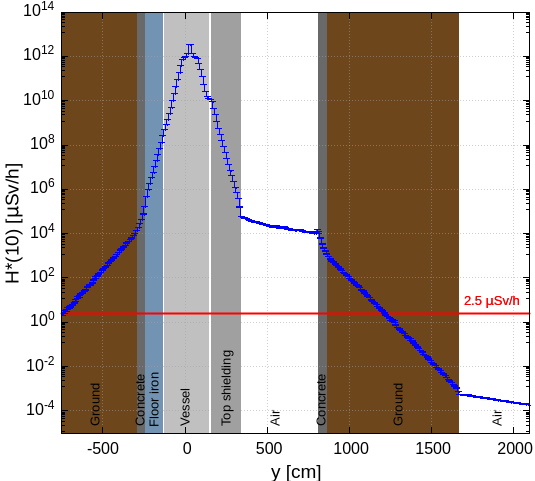 10^14
10^12
10^10
10^8
10^6
10^4
10^2
10^0
10^-2
10^-4
H*(10) [µSv/h]
2.5 µSv/h
Ground
Concrete
Floor iron
Vessel
Top shielding
Air
Concrete
Ground
Air
-500
0
500
1000
1500
2000
y [cm]